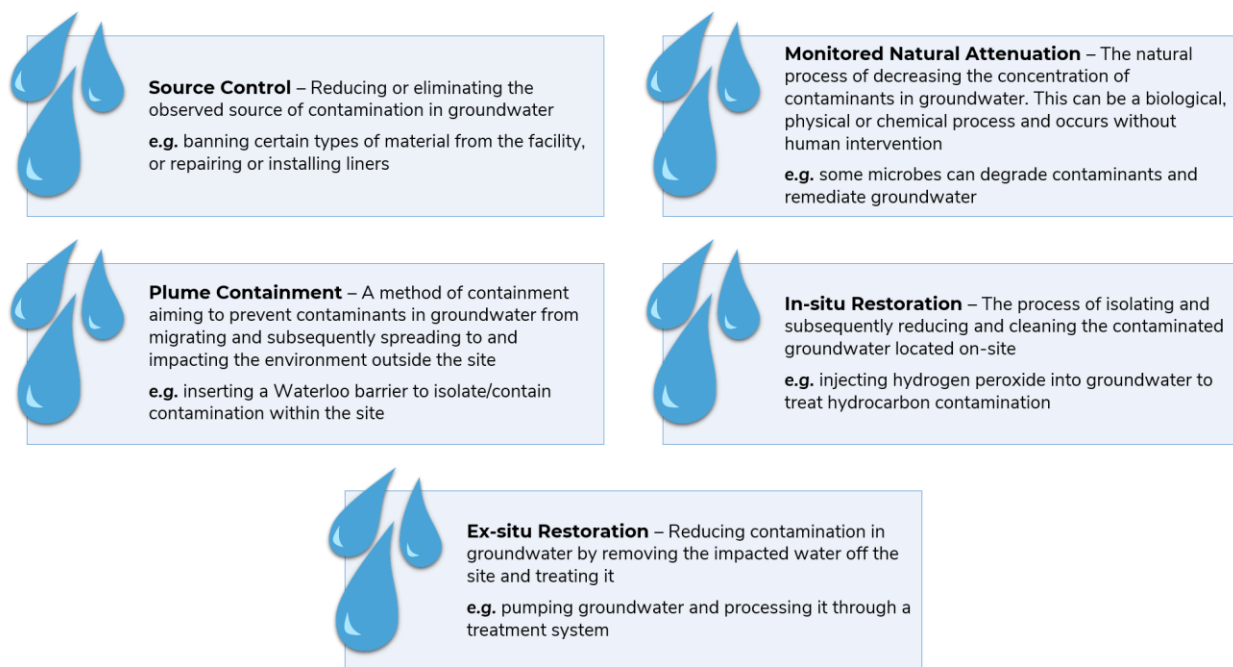 Source Control – Reducing or eliminating the
observed source of contamination in groundwater
e.g. banning certain types of material from the facility,
or repairing or installing liners
Monitored Natural Attenuation – The natural
process of decreasing the concentration of
contaminants in groundwater. This can be a biological,
physical or chemical process and occurs without
human intervention
e.g. some microbes can degrade contaminants and
remediate groundwater
Plume Containment – A method of containment
aiming to prevent contaminants in groundwater from
migrating and subsequently spreading to and
impacting the environment outside the site
e.g. inserting a Waterloo barrier to isolate/contain
contamination within the site
In-situ Restoration – The process of isolating and
subsequently reducing and cleaning the contaminated
groundwater located on-site
e.g. injecting hydrogen peroxide into groundwater to
treat hydrocarbon contamination
Ex-situ Restoration – Reducing contamination in
groundwater by removing the impacted water off the
site and treating it
e.g. pumping groundwater and processing it through a
treatment system